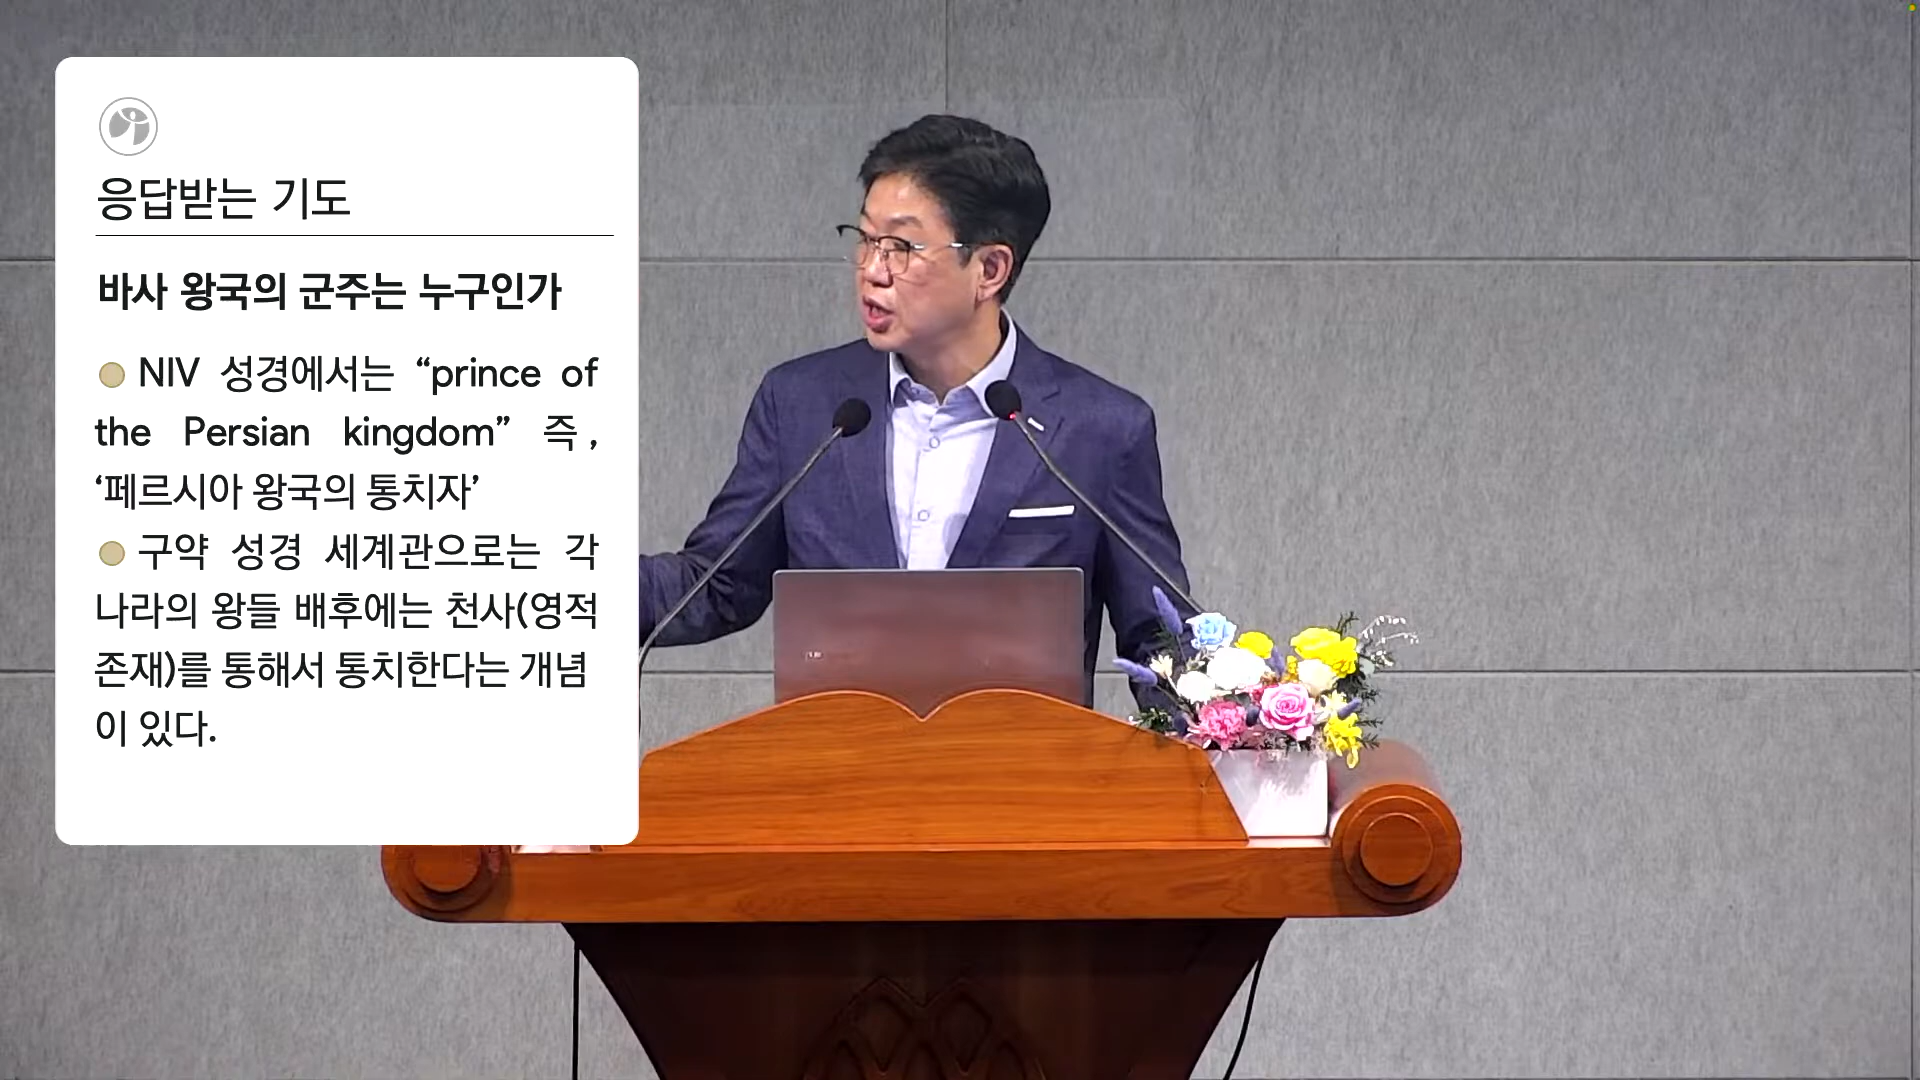 응답받는 기도
바사 왕국의 군주는 누구인가
NIV 성경에서는 “prince of
the Persian kingdom” 즉,
‘페르시아 왕국의 통치자’
구약 성경 세계관으로는 각
나라의 왕들 배후에는 천사(영적
존재)를 통해서 통치한다는 개념
이 있다.